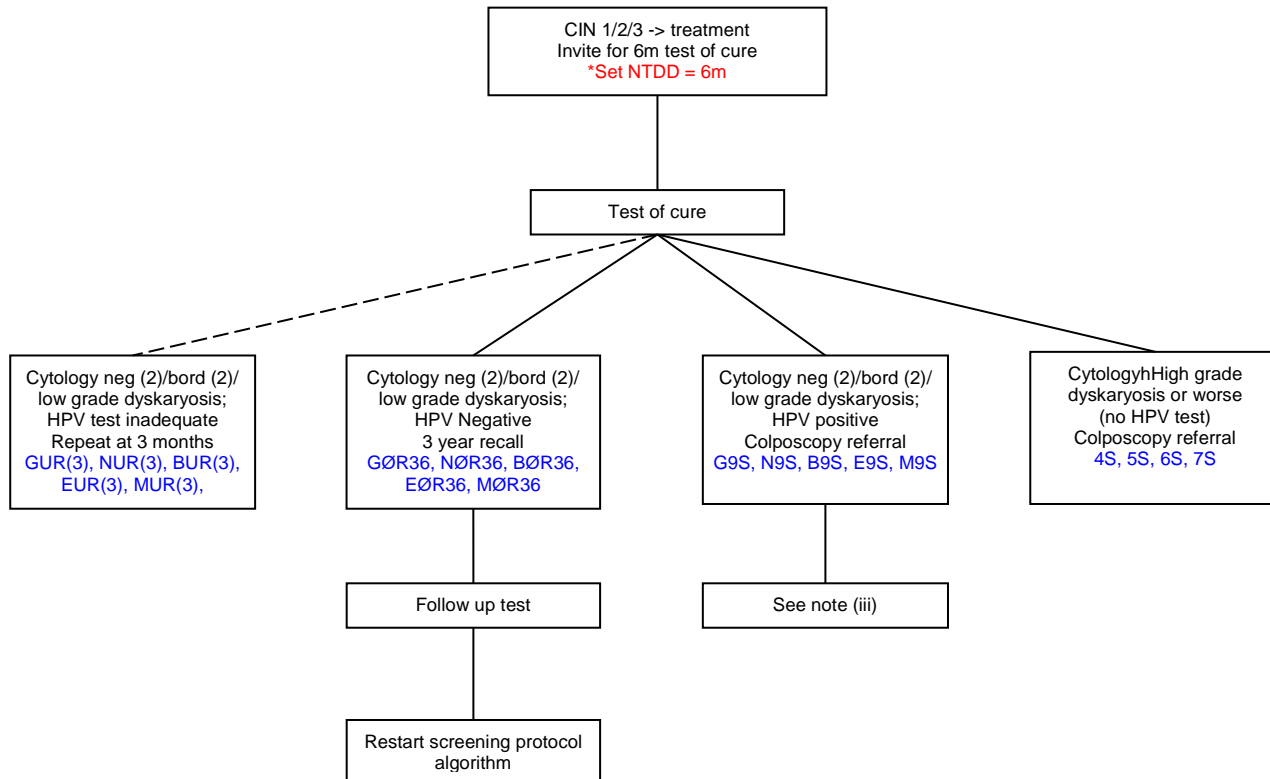 CIN 1/2/3 -> treatment
Invite for 6m test of cure
*Set NTDD = 6m
Test of cure
Cytology neg (2)/bord (2)/
low grade dyskaryosis;
HPV test inadequate
Repeat at 3 months
GUR(3), NUR(3), BUR(3),
EUR(3), MUR(3),
Cytology neg (2)/bord (2)/
low grade dyskaryosis;
HPV Negative
3 year recall
GØR36, NØR36, BØR36,
EØR36, MØR36
Cytology neg (2)/bord (2)/
low grade dyskaryosis;
HPV positive
Colposcopy referral
G9S, N9S, B9S, E9S, M9S
CytologyhHigh grade
dyskaryosis or worse
(no HPV test)
Colposcopy referral
4S, 5S, 6S, 7S
Follow up test
See note (iii)
Restart screening protocol
algorithm